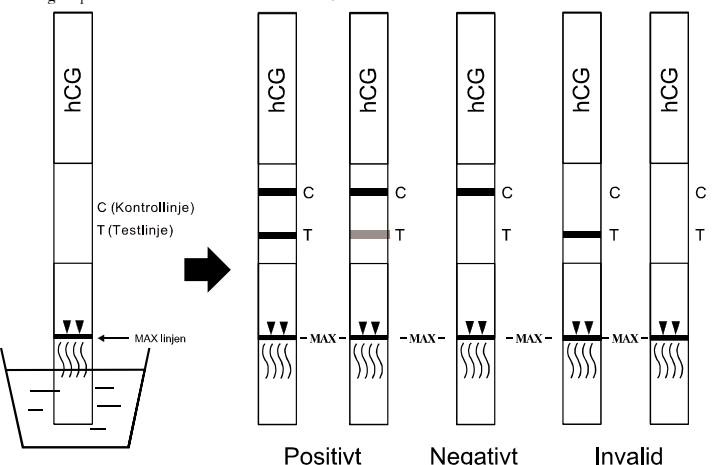 hCG
hCG
hCG
hCG
hCG
hCG
C (Kontrollinje)
T (Testlinje)
C
C
C
C
C
T
T
T
T
T
MAX linjen
MAX
MAX
MAX
MAX
Positivt
Negativt
Invalid